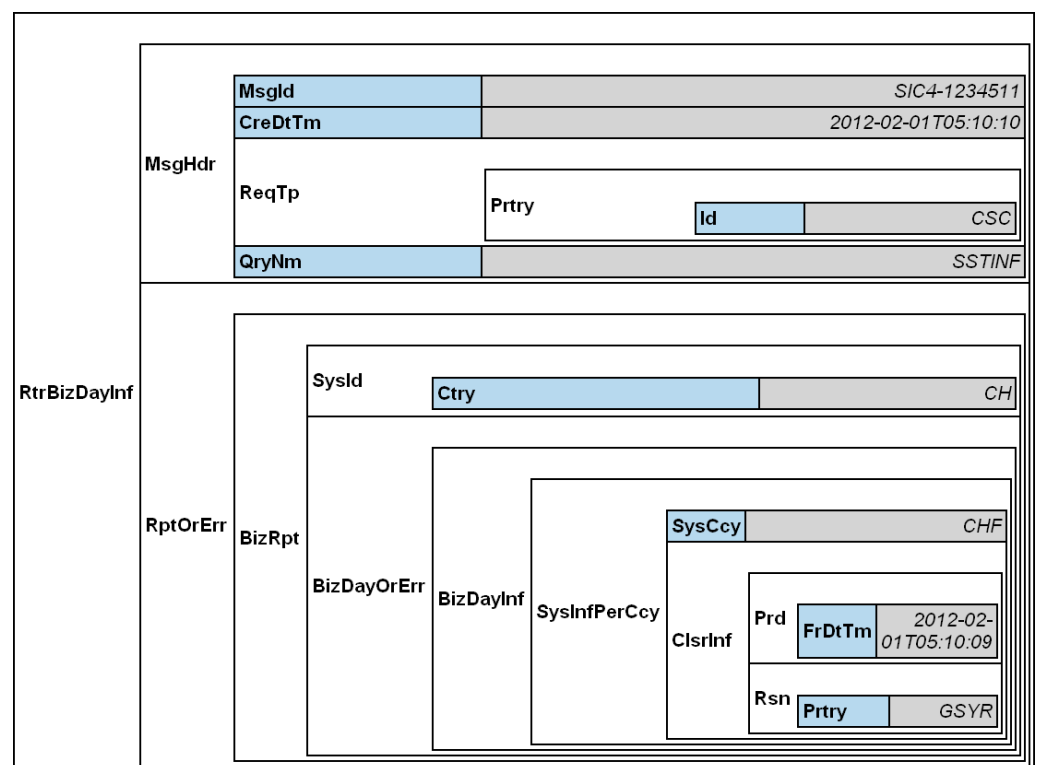 MsgId SIC4-1234511
CreDtTm 2012-02-01T05:10:10
MsgHdr
ReqTp
Prtry
Id CSC
QryNm SSTINF
RtrBizDayInf
SysId
Ctry CH
RptOrErr
BizRpt
SysCcy CHF
BizDayOrErr
BizDayInf
SysInfPerCcy
ClsrInf
Prd
FrDtTm 2012-02-
01T05:10:09
Rsn
Prtry GSYR